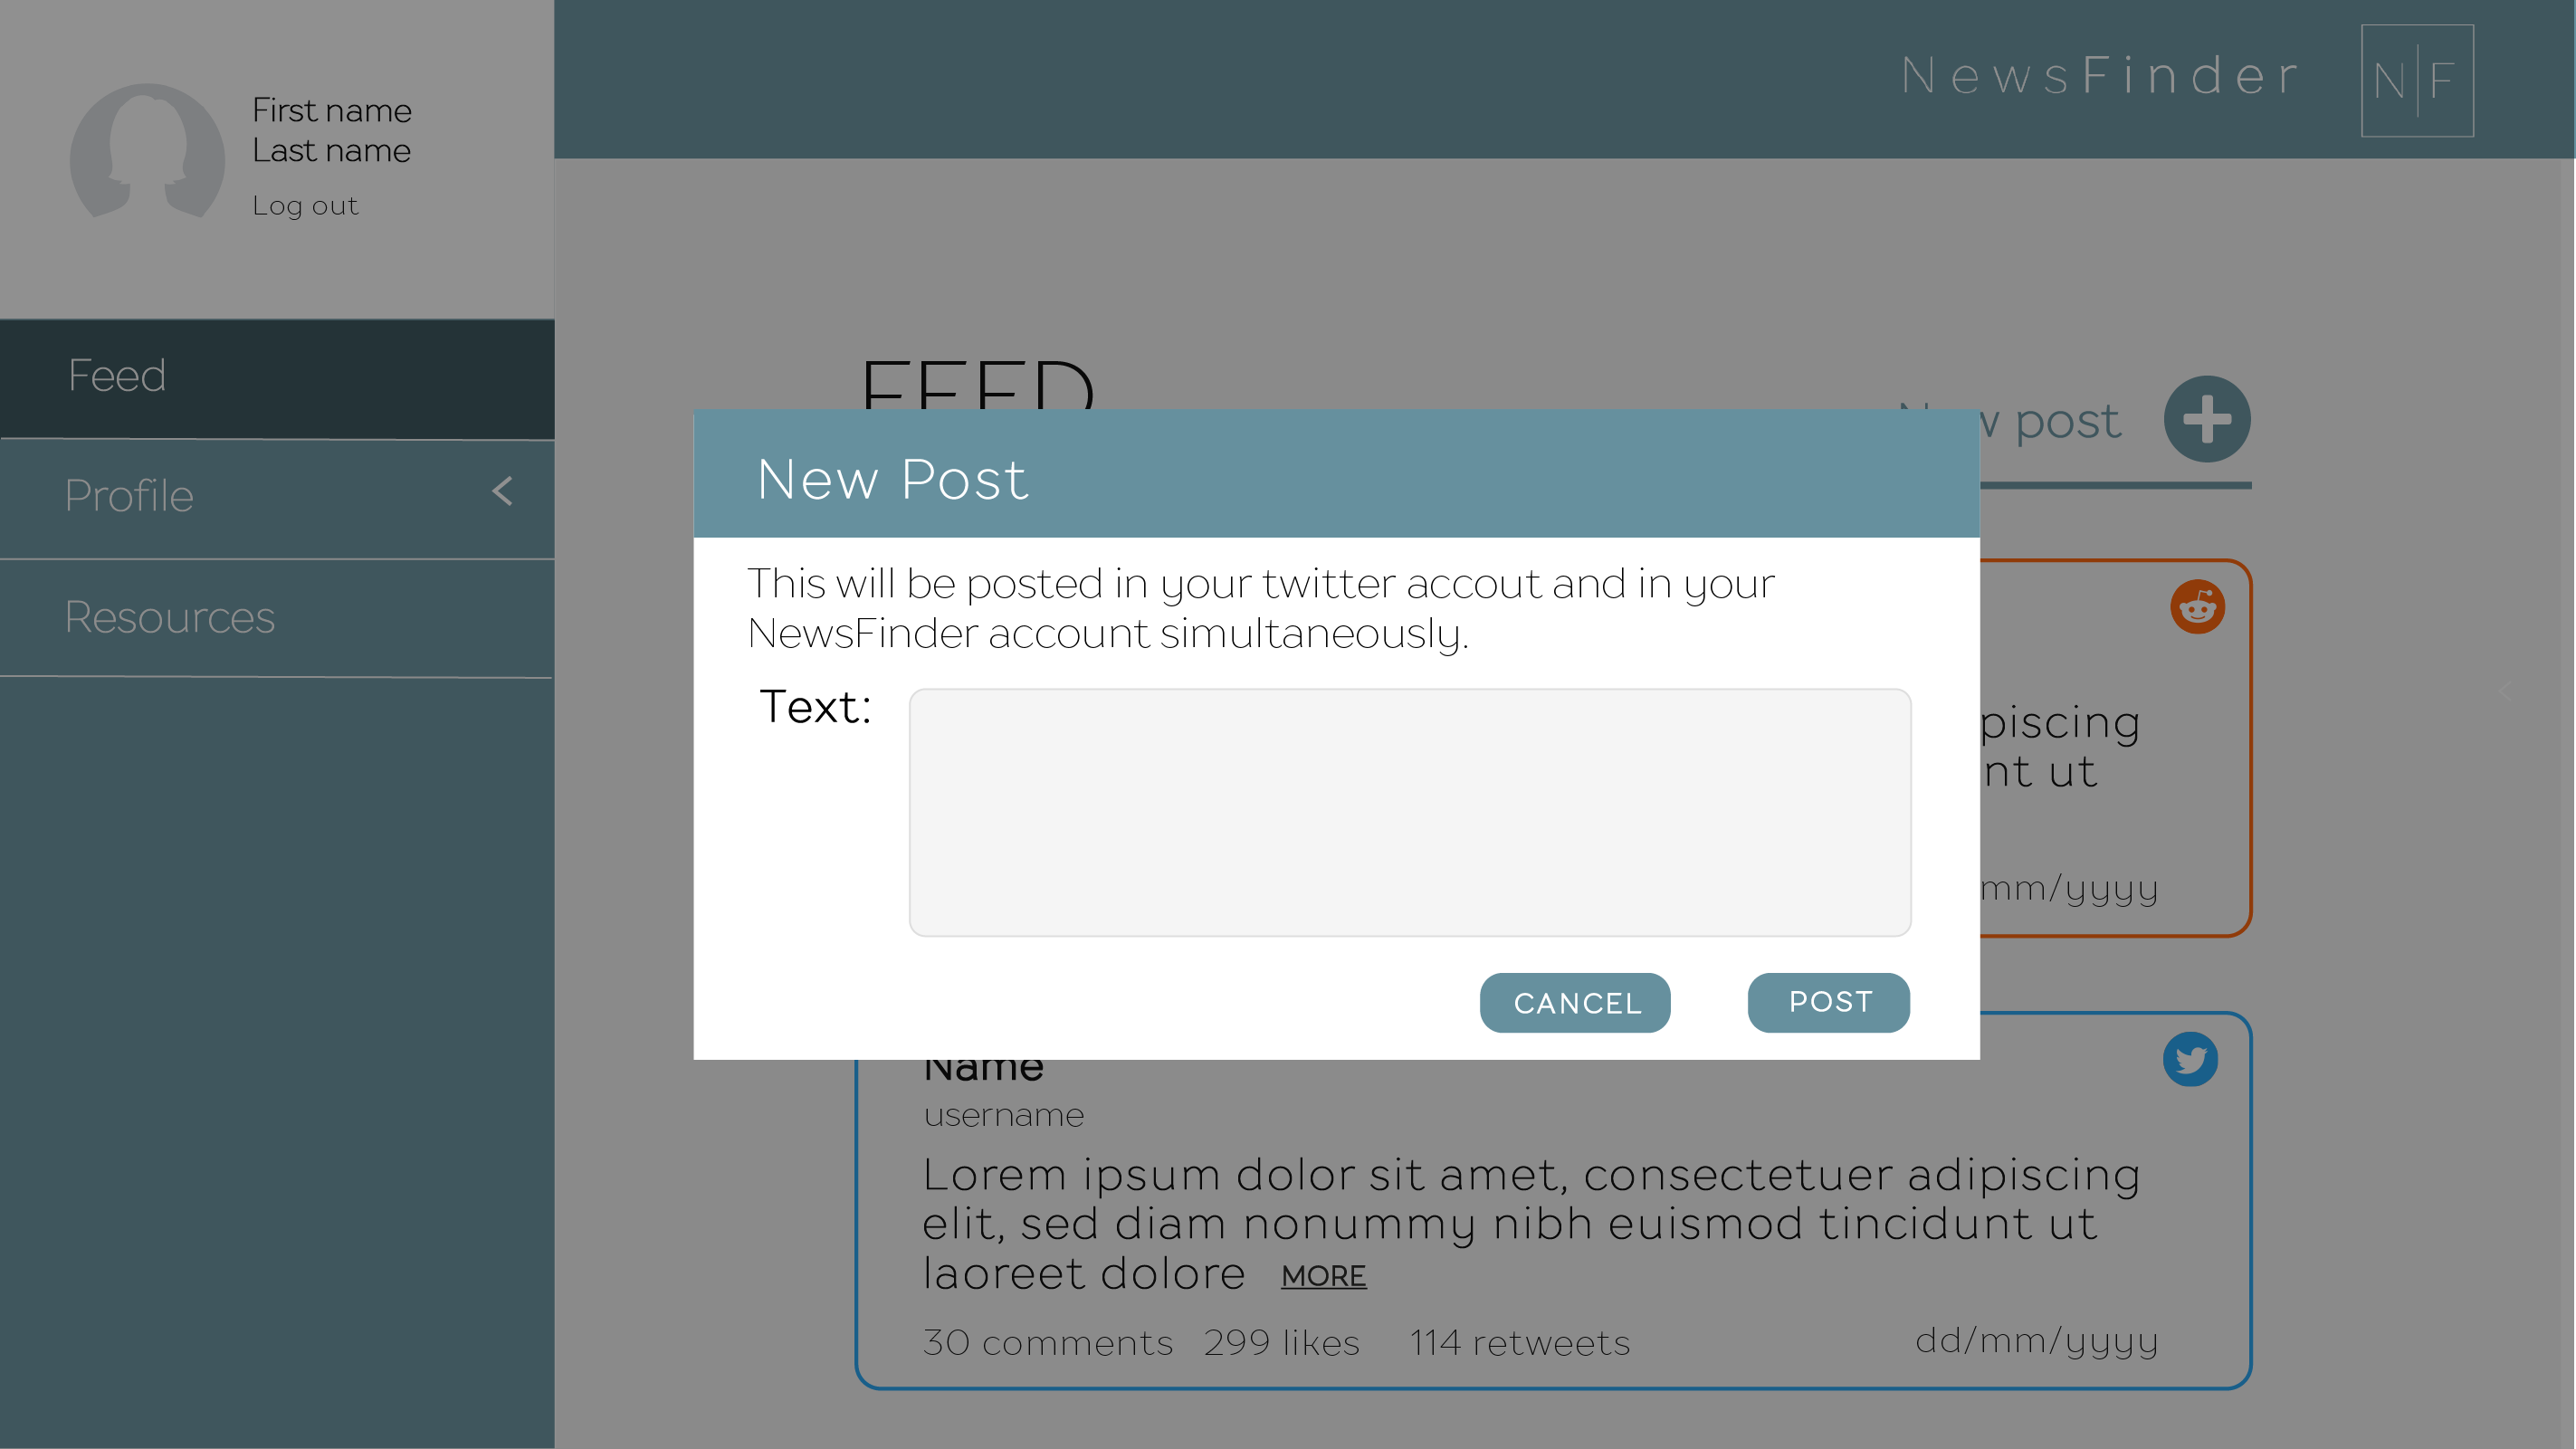 First name
Last name
Log out
NewsFinder
N|F
Feed
Profile
Resources
FEED
post
New Post
This will be posted in your twitter accout and in your
NewsFinder account simultaneously.
Text:
piscing
nt ut
mm/yyyy
CANCEL
POST
Name
username
Lorem ipsum dolor sit amet, consectetuer adipiscing
elit, sed diam nonummy nibh euismod tincidunt ut
laoreet dolore MORE
30 comments 299 likes 114 retweets dd/mm/yyyy